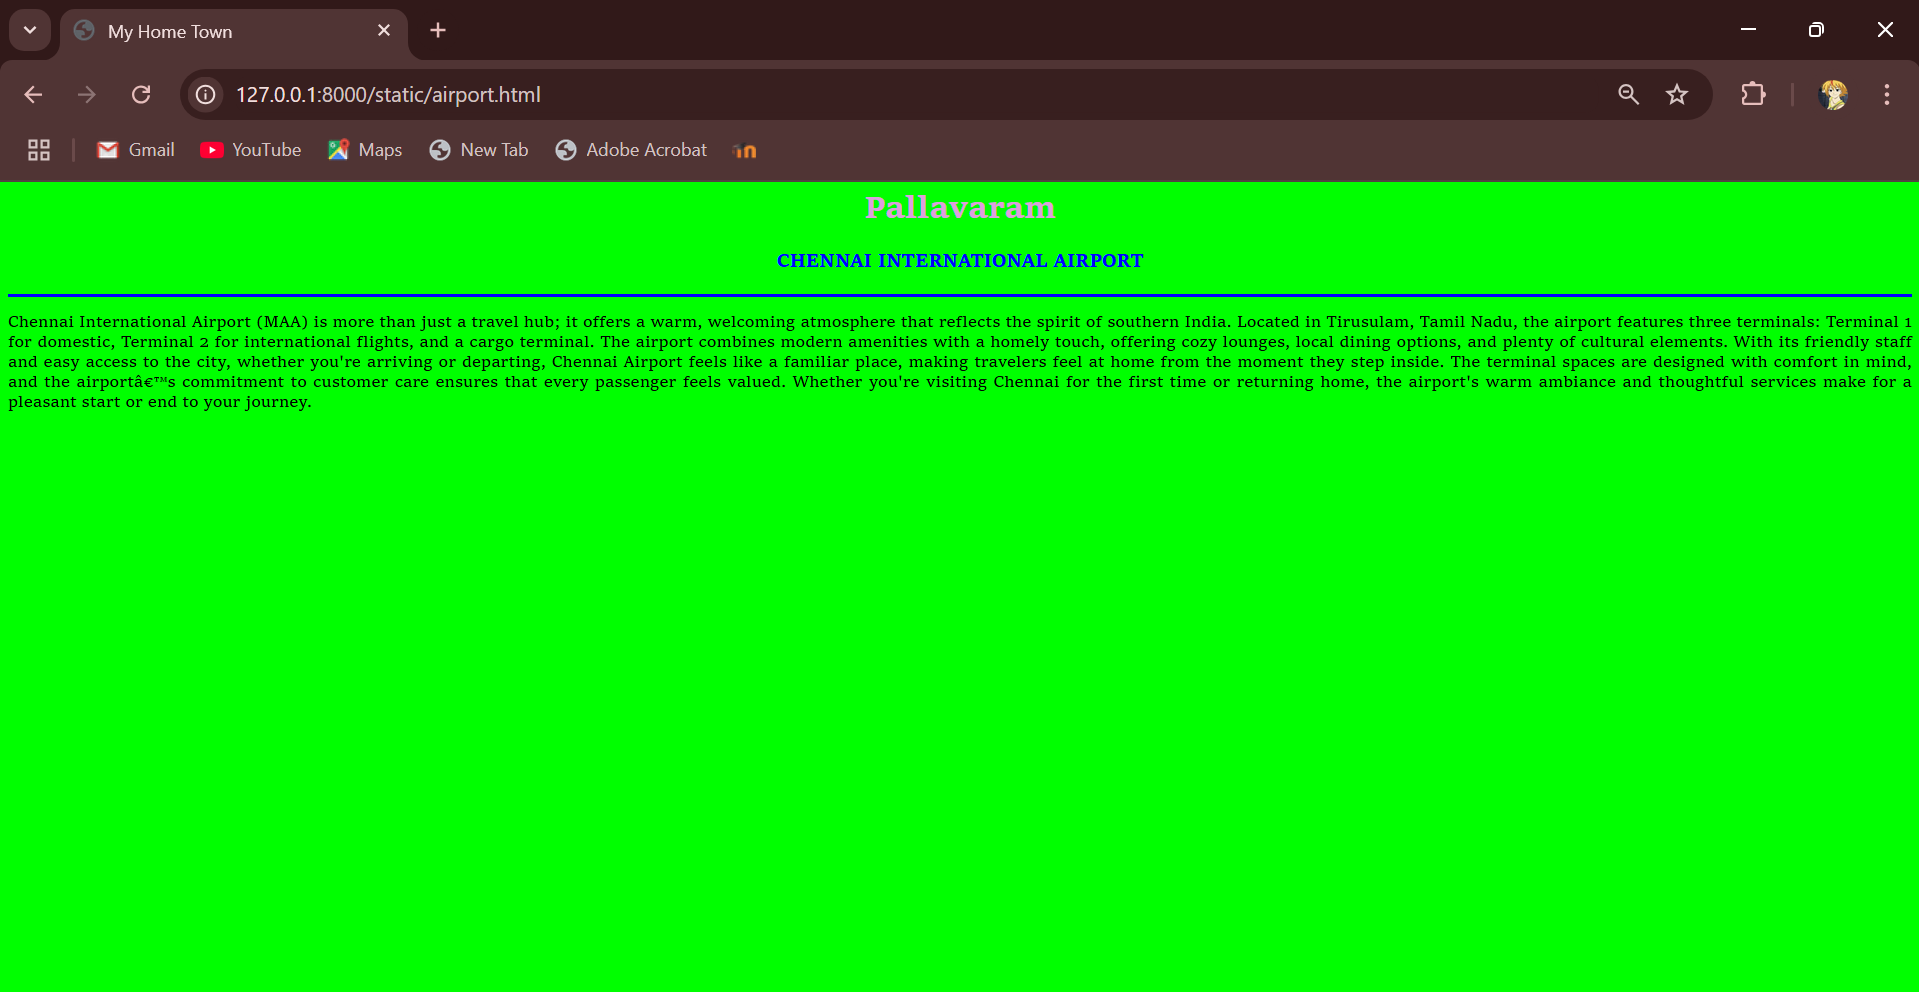 My Home Town
127.0.0.1:8000/static/airport.html
Gmail YouTube Maps New Tab Adobe Acrobat
Pallavaram
CHENNAI INTERNATIONAL AIRPORT
Chennai International Airport (MAA) is more than just a travel hub; it offers a warm, welcoming atmosphere that reflects the spirit of southern India. Located in Tirusulam, Tamil Nadu, the airport features three terminals: Terminal 1
for domestic, Terminal 2 for international flights, and a cargo terminal. The airport combines modern amenities with a homely touch, offering cozy lounges, local dining options, and plenty of cultural elements. With its friendly staff
and easy access to the city, whether you're arriving or departing, Chennai Airport feels like a familiar place, making travelers feel at home from the moment they step inside. The terminal spaces are designed with comfort in mind,
and the airportâ€™s commitment to customer care ensures that every passenger feels valued. Whether you're visiting Chennai for the first time or returning home, the airport's warm ambiance and thoughtful services make for a
pleasant start or end to your journey.